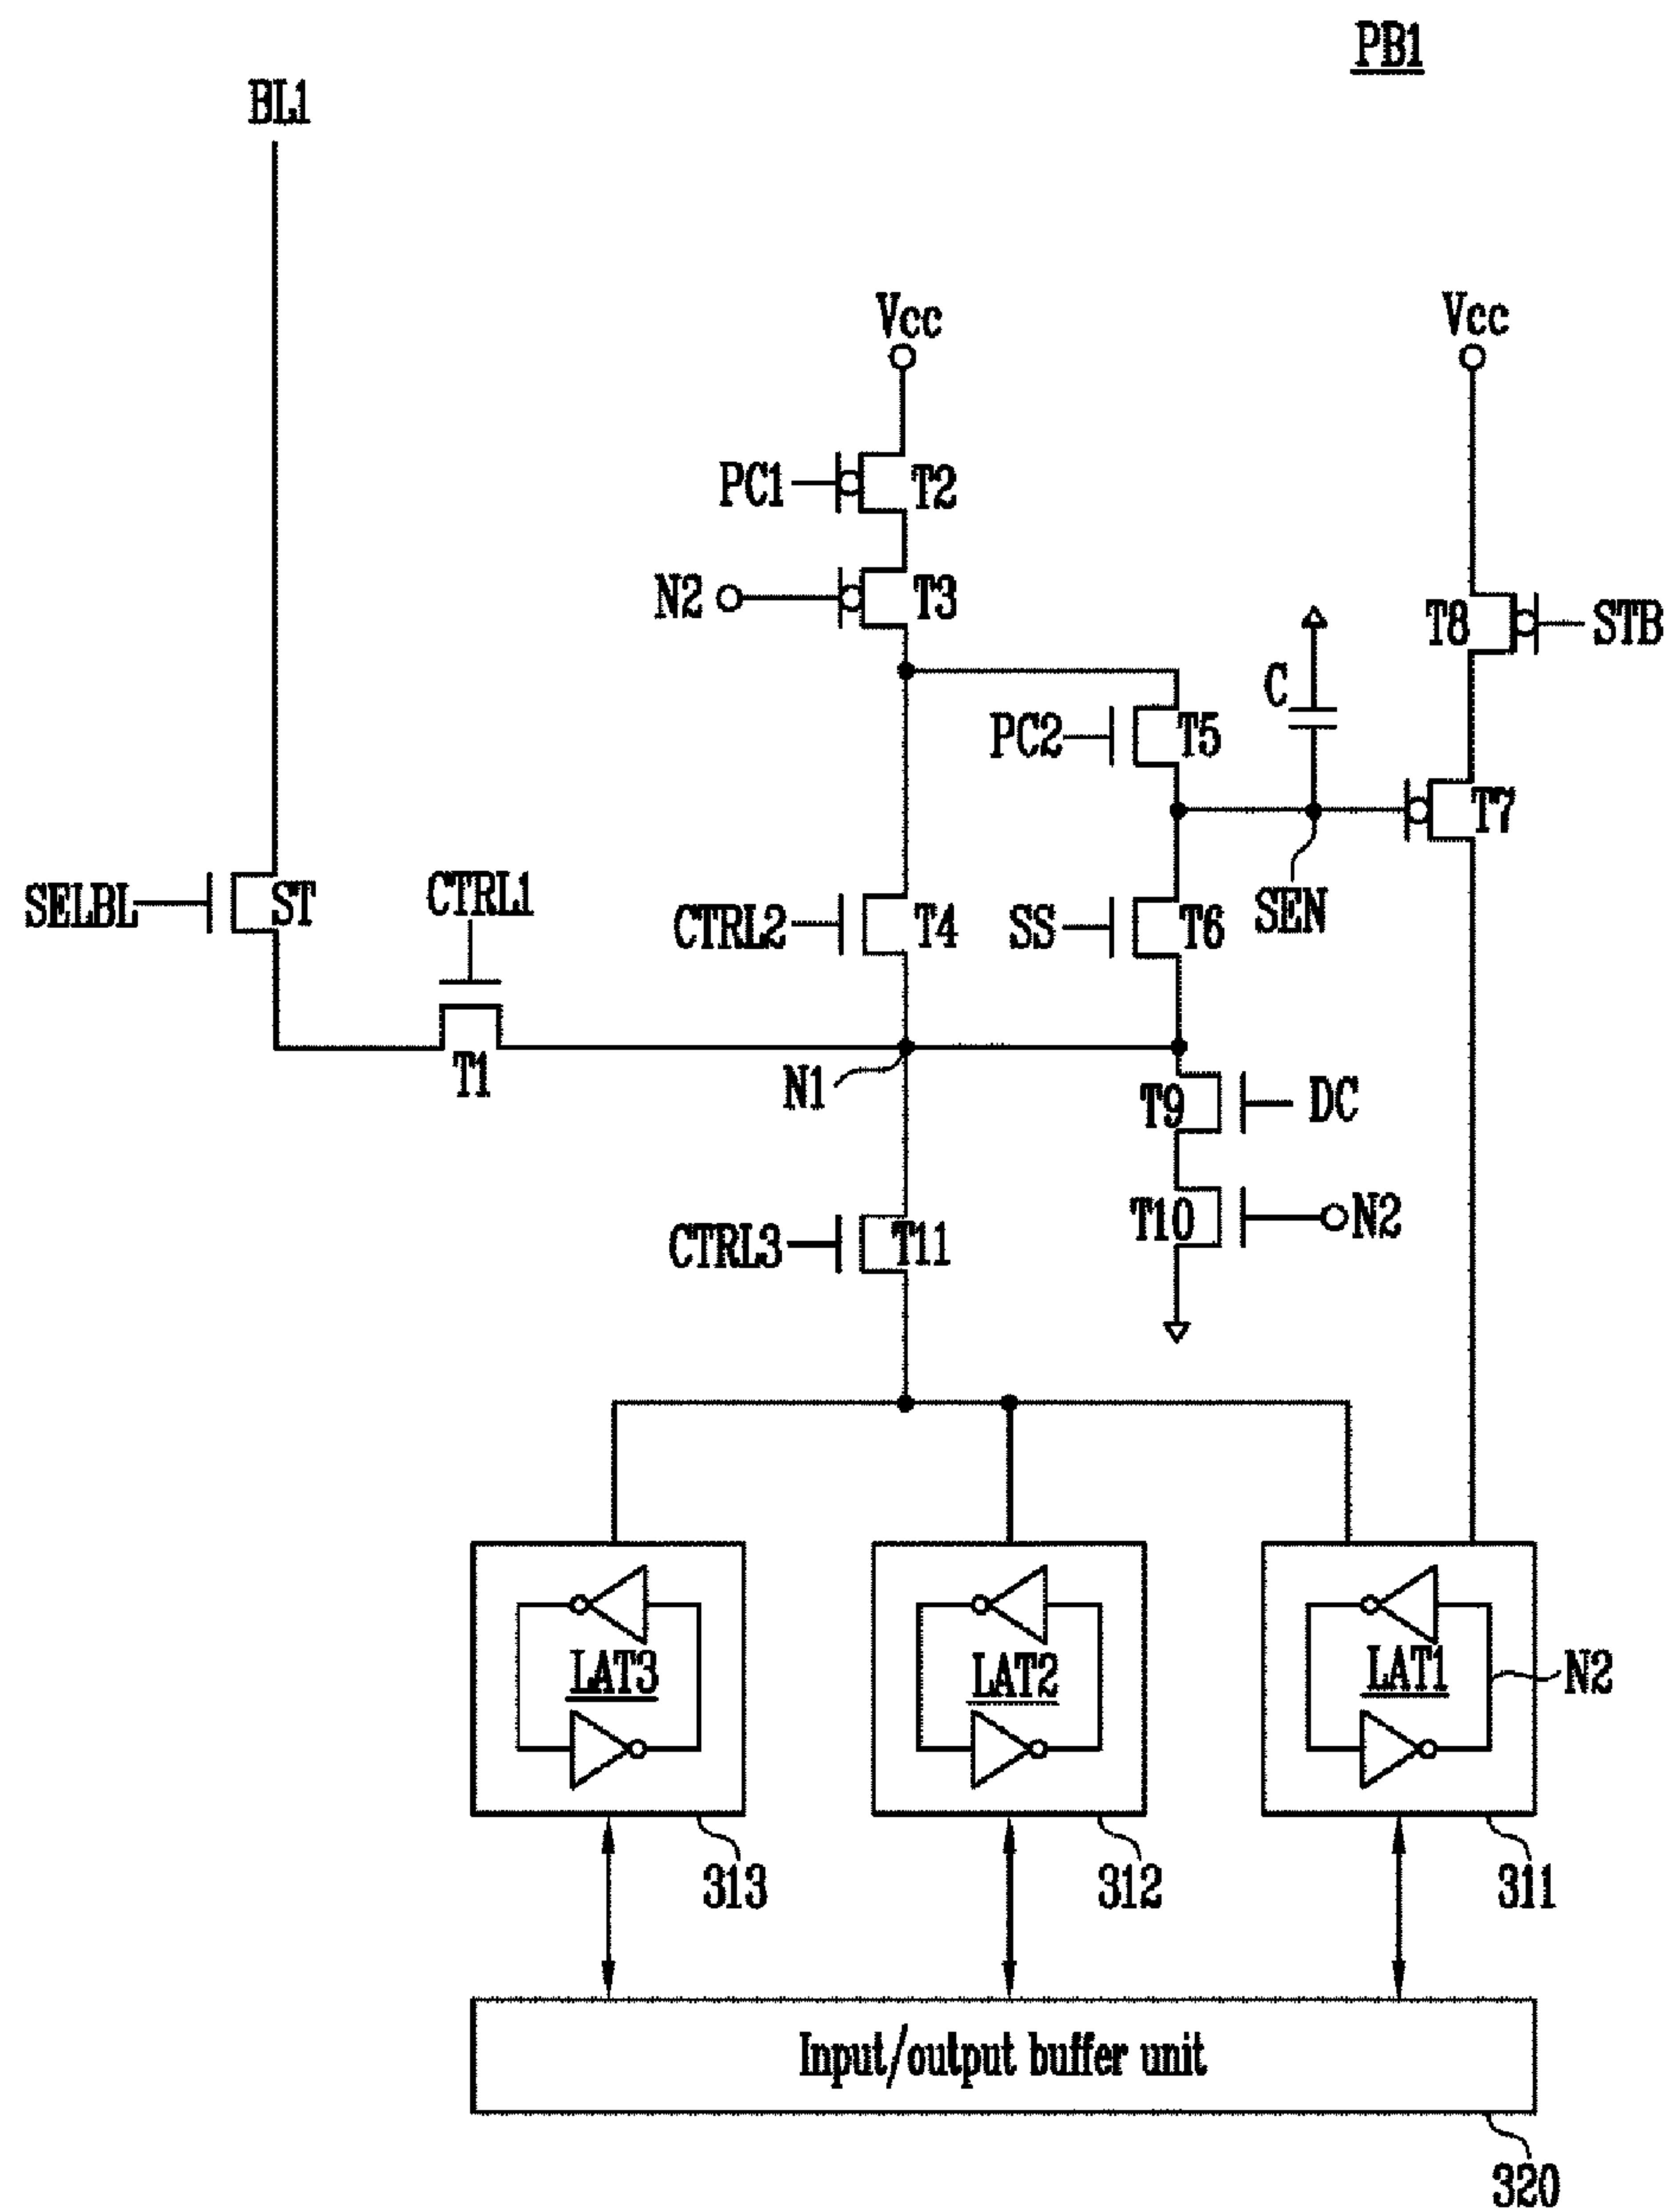 PB1
BL1
Vcc
Vcc
PC1
T2
N2
T3
T8
STB
C
PC2
T5
T7
SELBL
ST
CTRL1
CTRL2
T4
SS
T6
SEN
T1
N1
T9
DC
T10
N2
CTRL3
T11
LAT3
LAT2
LAT1
N2
313
312
311
Input/output buffer unit
320